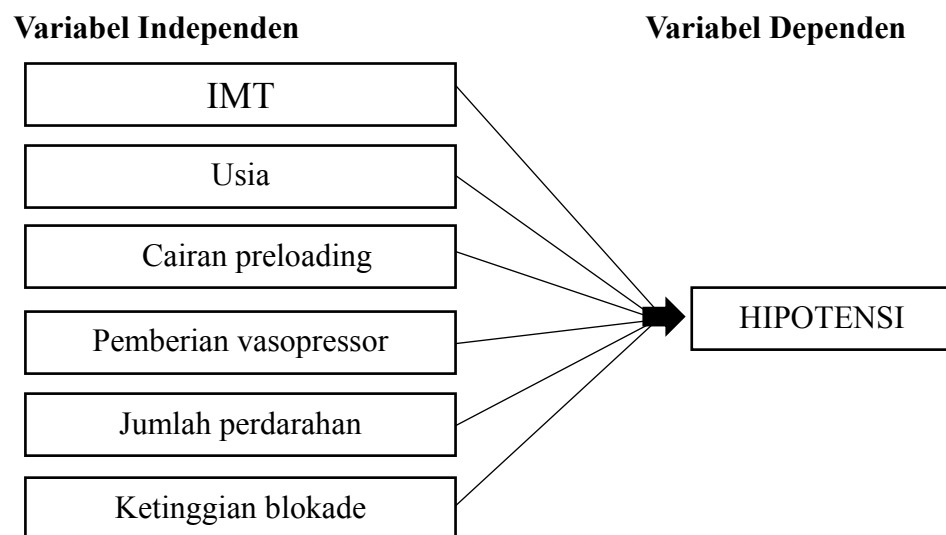 Variabel Independen
Variabel Dependen
IMT
Usia
Cairan preloading
Pemberian vasopressor
Jumlah perdarahan
Ketinggian blokade
HIPOTENSI